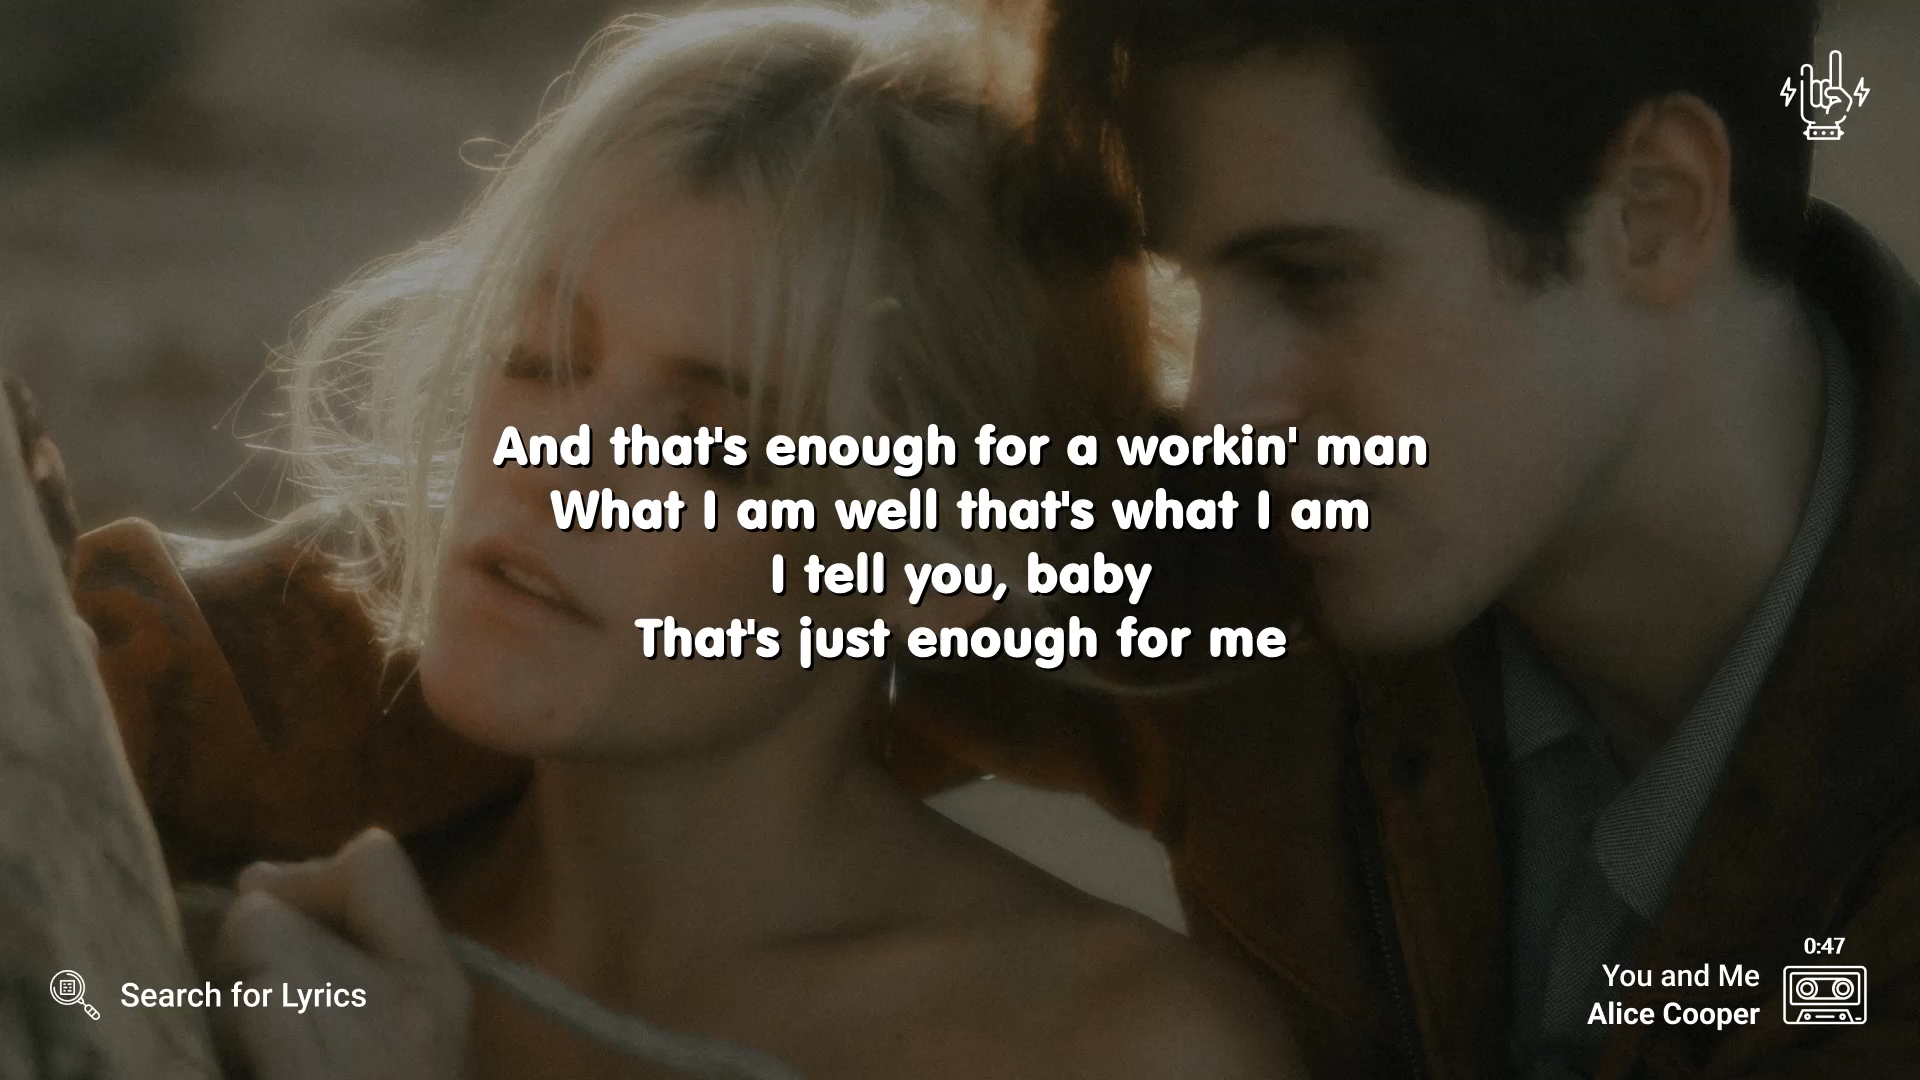 And that's enough for a workin' man
What I am well that's what I am
I tell you, baby
That's just enough for me
Search for Lyrics
0:47
You and Me
Alice Cooper